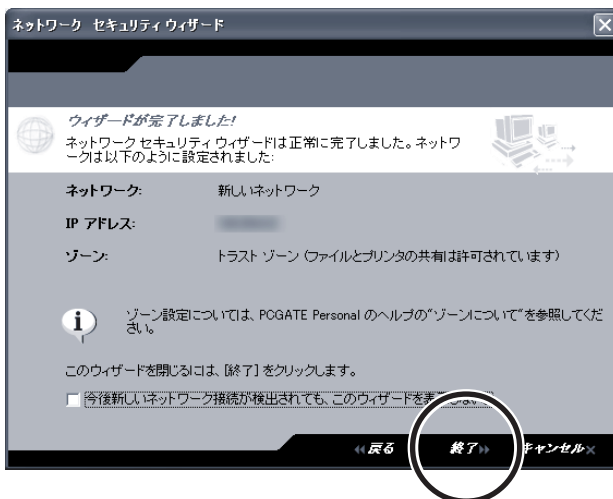 ネットワーク セキュリティ ウィザード
ウィザードが完了しました!
ネットワーク セキュリティ ウィザードは正常に完了しました。ネットワ
ークは以下のように設定されました:
ネットワーク: 新しいネットワーク
IP アドレス:
ゾーン: トラスト ゾーン (ファイルとプリンタの共有は許可されています)
ゾーン設定については、PCGATE Personal のヘルプの"ゾーンについて"を参照してくだ
さい。
このウィザードを閉じるには、[終了] をクリックします。
今後新しいネットワーク接続が検出されても、このウィザードを表
戻る 終了 キャンセル